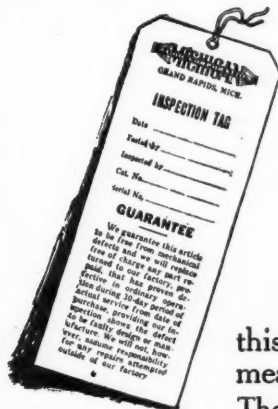 MICHIGAN
GRAND RAPIDS, MICH.
INSPECTION TAG
Date
Tested by
Inspected by
Cat. No.
Serial No.
GUARANTEE
We guarantee this article
to be free from mechanical
defects and we will replace
free of charge any part re-
turned to our factory, pre-
paid, that has proven de-
fective in ordinary opera-
tion during 30-day period of
actual service from date of
purchase, providing our in-
spection shows the defect
to be faulty design or man-
ufacture. We will not, how-
ever, assume responsibility
for any repairs attempted
outside of our factory
this
mea
The